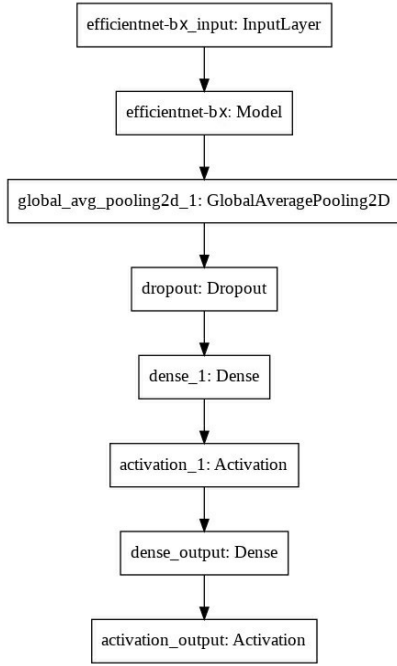 efficientnet-bx_input: InputLayer
efficientnet-bx: Model
global_avg_pooling2d_1: GlobalAveragePooling2D
dropout: Dropout
dense_1: Dense
activation_1: Activation
dense_output: Dense
activation_output: Activation